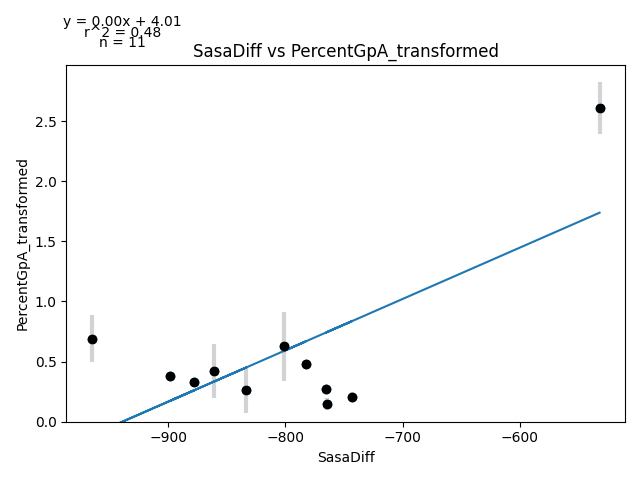 y = 0.00x + 4.01
r^2 = 0.48
n = 11
SasaDiff vs PercentGpA_transformed
PercentGpA_transformed
2.5
2.0
1.5
1.0
0.5
0.0
−900
−800
−700
−600
SasaDiff